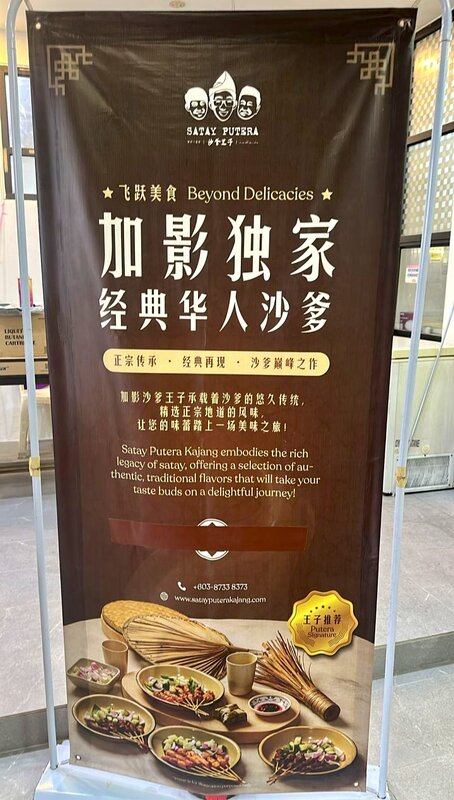 SATAY PUTERA
沙爹王子
★ 飞跃美食 Beyond Delicacies ★
加影独家
经典华人沙爹
正宗传承 · 经典再现 · 沙爹巅峰之作
加影沙爹王子承载着沙爹的悠久传统，
精选正宗地道的风味，
让您的味蕾踏上一场美味之旅！
Satay Putera Kajang embodies the rich
legacy of satay, offering a selection of au-
thentic, traditional flavors that will take your
taste buds on a delightful journey!
+603-8733 8373
www.satayputerakajang.com
王子推荐
Putera
Signature
LIQUE
BUTANE
CARTR